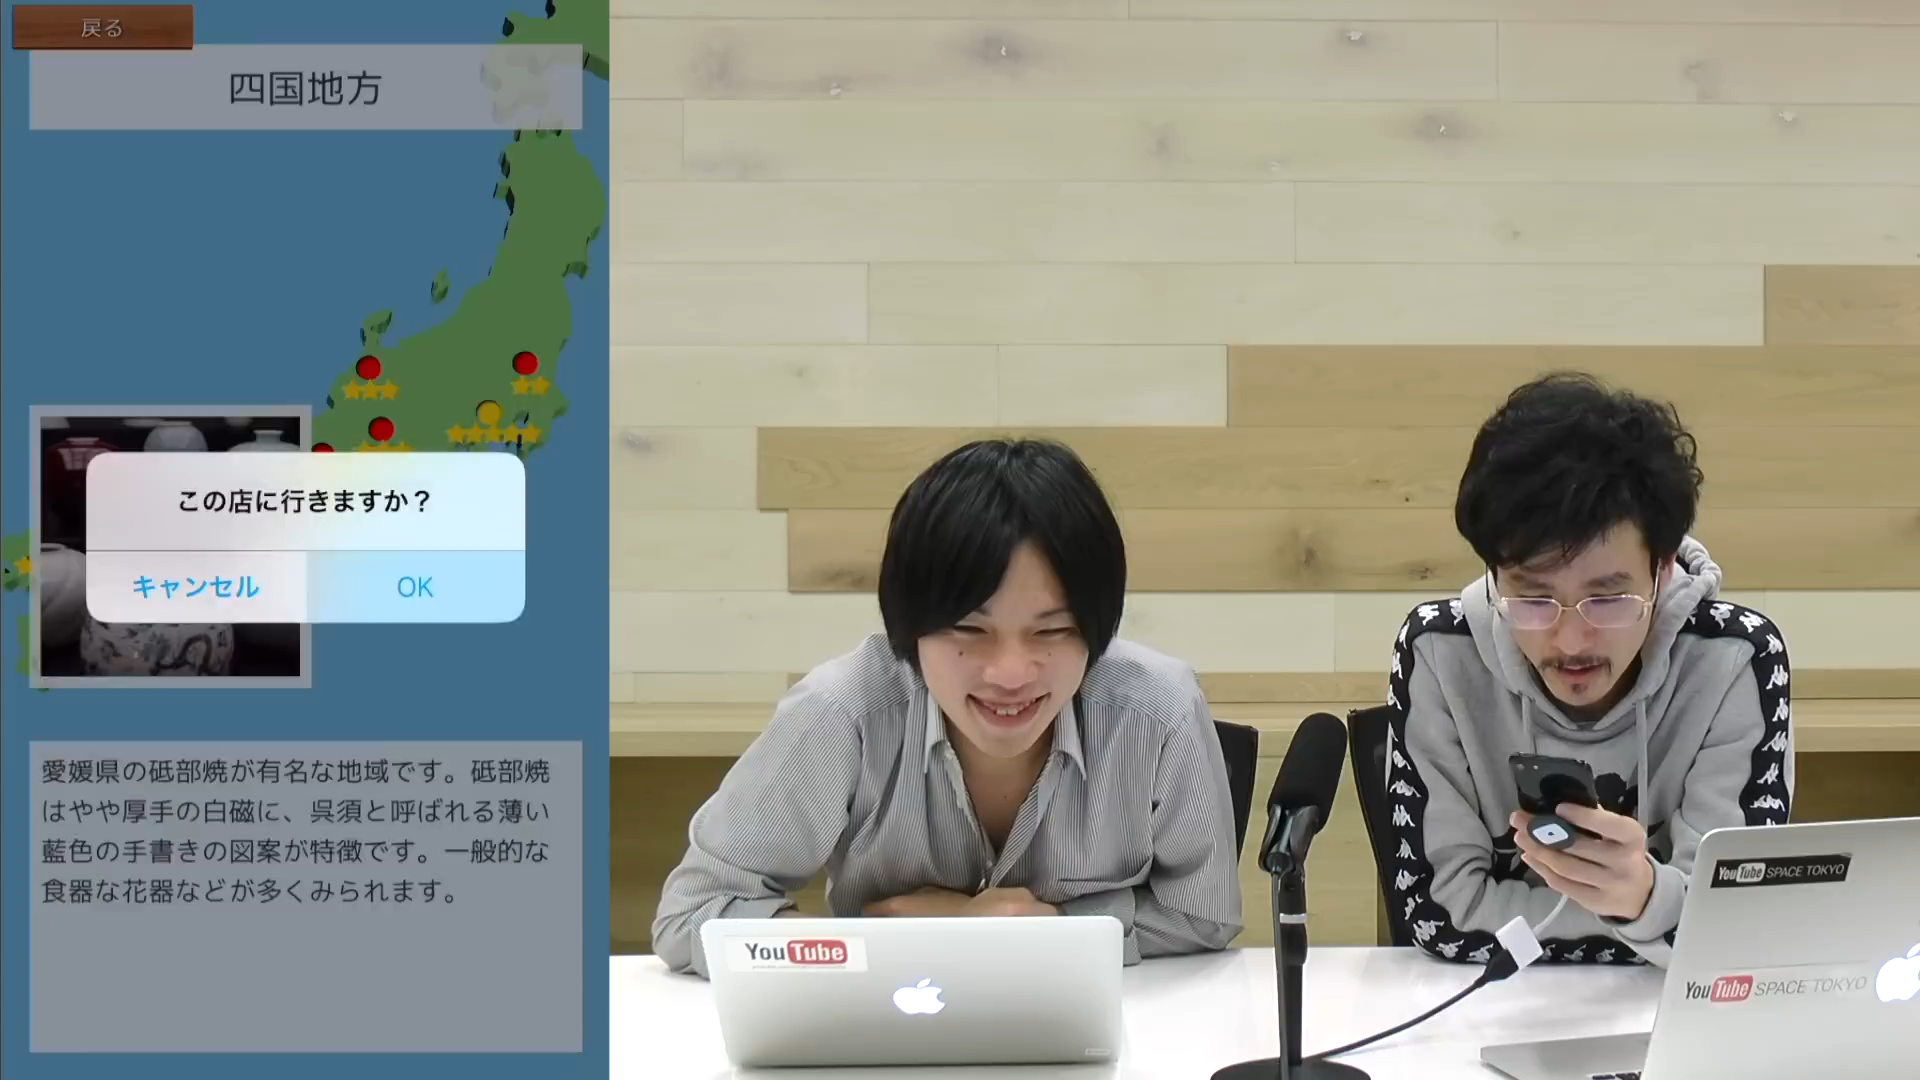 戻る
四国地方
この店に行きますか？
キャンセル
OK
愛媛県の砥部焼が有名な地域です。砥部焼
はやや厚手の白磁に、呉須と呼ばれる薄い
藍色の手書きの図案が特徴です。一般的な
食器な花器などが多くみられます。
YouTube
YouTube SPACE TOKYO
YouTube SPACE TOKYO